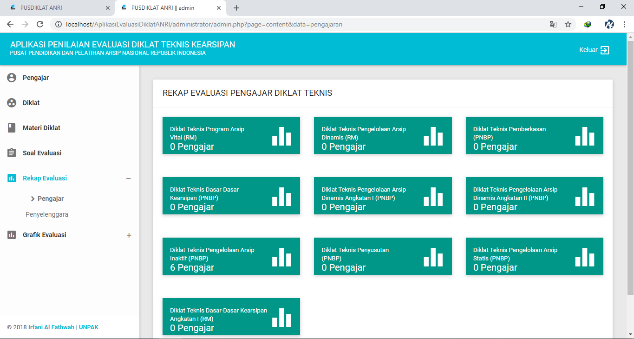 PUSDIKLAT ANRI
PUSDIKLAT ANRI || admin
localhost/AplikasiEvaluasiDiklatANRI/administrator/admin.php?page=content&data=pengajaran
APLIKASI PENILAIAN EVALUASI DIKLAT TEKNIS KEARSIPAN
PUSAT PENDIDIKAN DAN PELATIHAN ARSIP NASIONAL REPUBLIK INDONESIA
Keluar
Pengajar
Diklat
Materi Diklat
Soal Evaluasi
Rekap Evaluasi
Pengajar
Penyelenggara
Grafik Evaluasi
© 2018 Irfani Al Fathwah | UNPAK
REKAP EVALUASI PENGAJAR DIKLAT TEKNIS
Diklat Teknis Program Arsip
Vital (RM)
0 Pengajar
Diklat Teknis Pengelolaan Arsip
Dinamis (RM)
0 Pengajar
Diklat Teknis Pemberkasan
(PNBP)
0 Pengajar
Diklat Teknis Dasar Dasar
Kearsipan (PNBP)
0 Pengajar
Diklat Teknis Pengelolaan Arsip
Dinamis Angkatan I (PNBP)
0 Pengajar
Diklat Teknis Pengelolaan Arsip
Dinamis Angkatan II (PNBP)
0 Pengajar
Diklat Teknis Pengelolaan Arsip
Inaktif (PNBP)
6 Pengajar
Diklat Teknis Penyusutan
(PNBP)
0 Pengajar
Diklat Teknis Pengelolaan Arsip
Statis (PNBP)
0 Pengajar
Diklat Teknis Dasar Dasar Kearsipan
Angkatan I (RM)
0 Pengajar